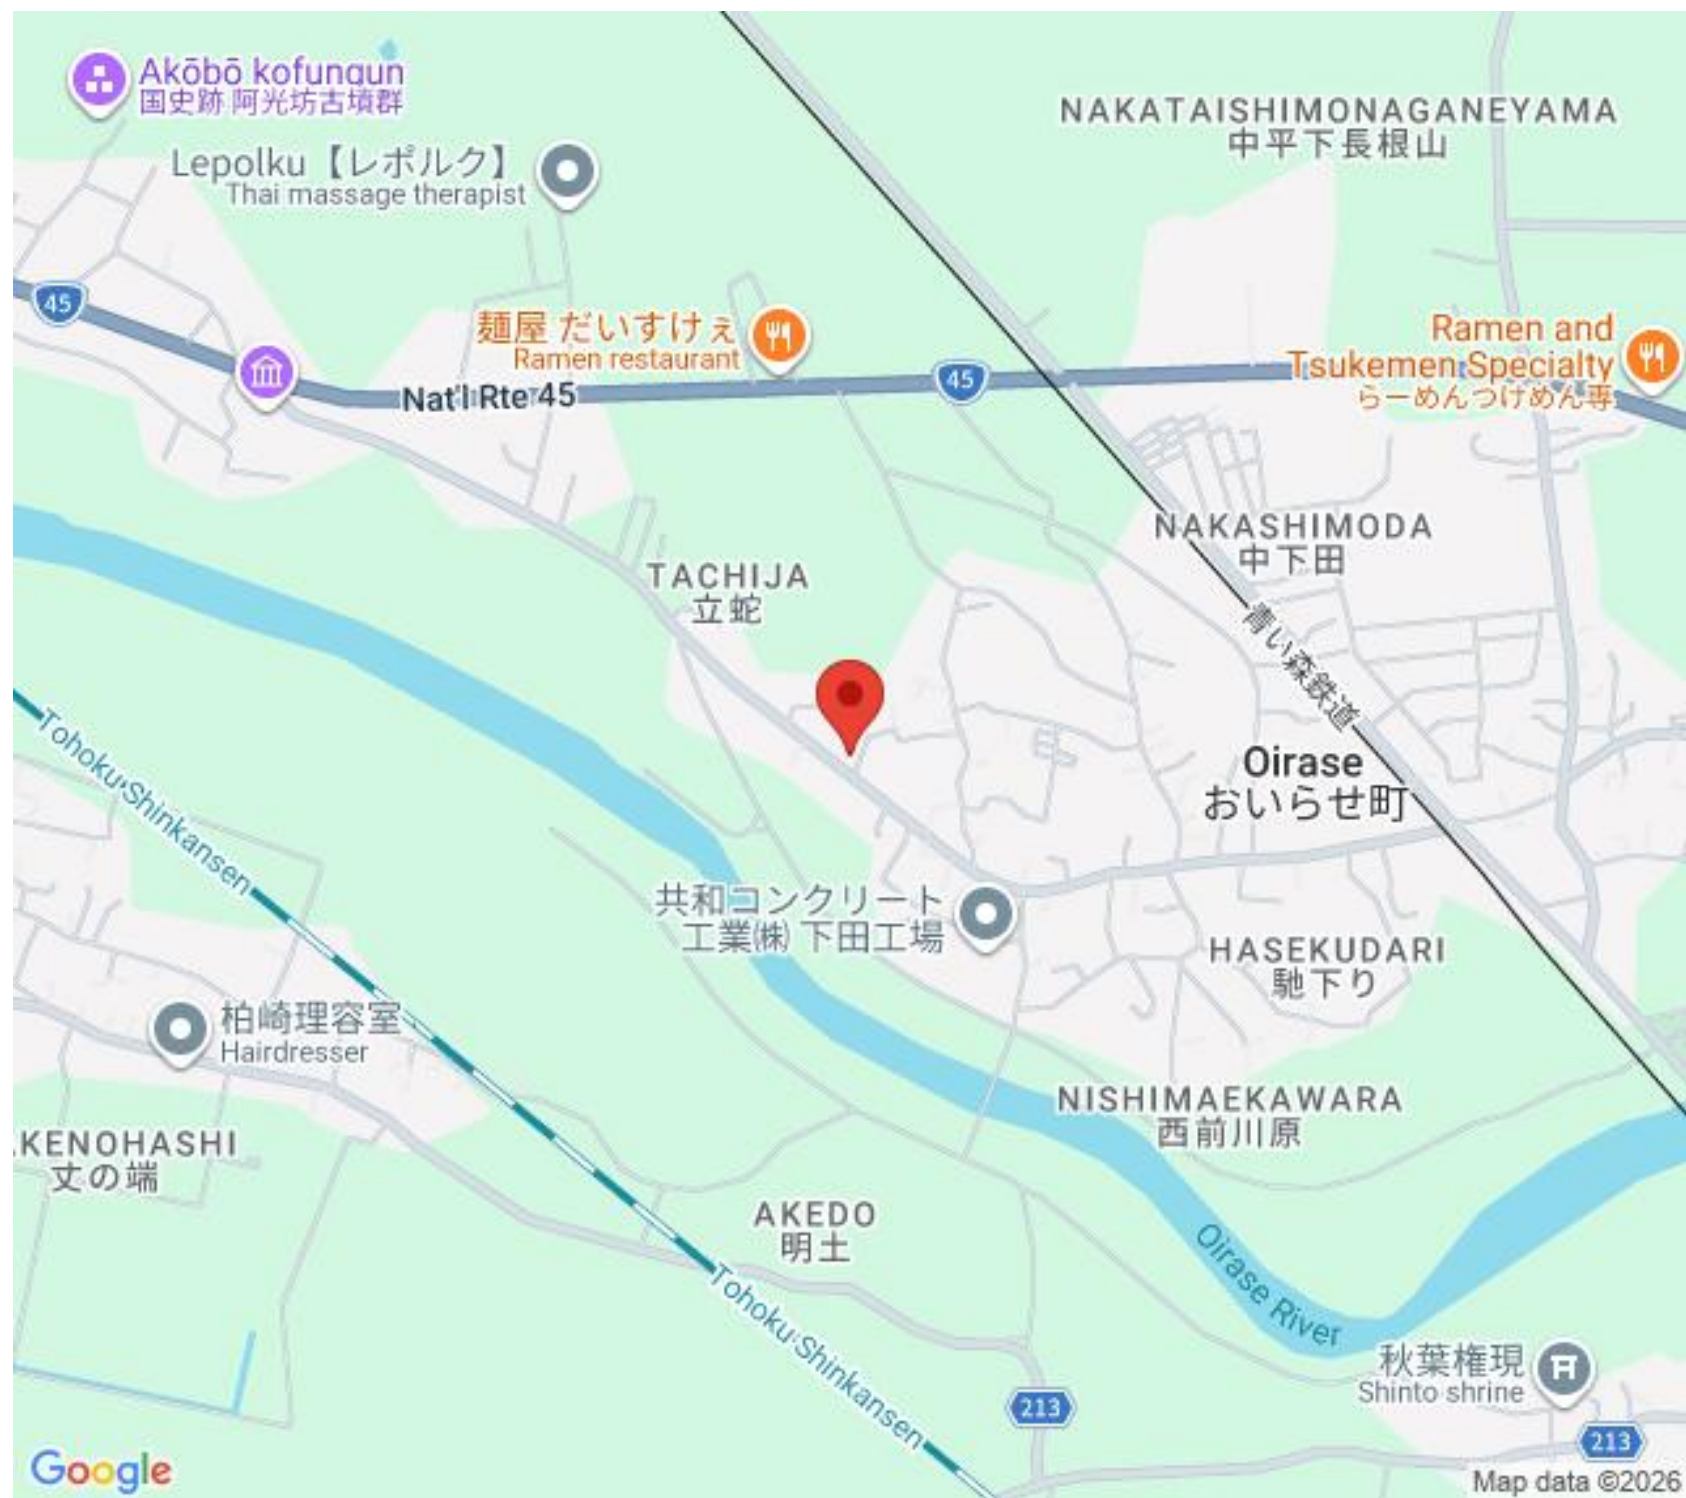 Akōbō kofungun
国史跡 阿光坊古墳群
NAKATAISHIMONAGANEYAMA
中平下長根山
Lepolku【レポルク】
Thai massage therapist
45
麺屋 だいすけぇ
Ramen restaurant
Nat'l Rte 45
45
Ramen and
Tsukemen Specialty
らーめんつけめん専
NAKASHIMODA
中下田
TACHIJA
立蛇
青い森鉄道
Oirase
おいらせ町
Tohoku Shinkansen
共和コンクリート
工業㈱ 下田工場
HASEKUDARI
馳下り
柏崎理容室
Hairdresser
NISHIMAEKAWARA
西前川原
KENOHASHI
丈の端
AKEDO
明土
Oirase River
Tohoku Shinkansen
秋葉権現
Shinto shrine
213
213
Google
Map data ©2026